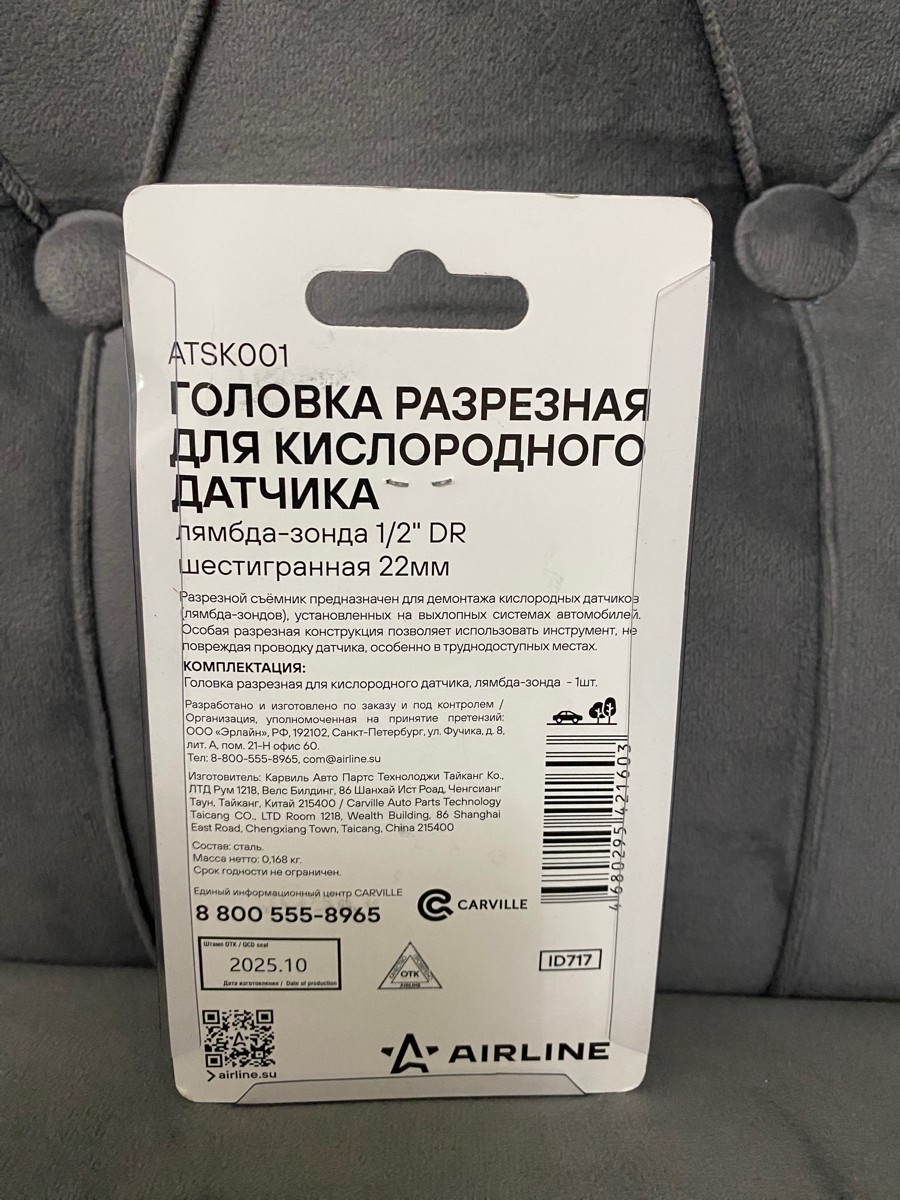 ATSK001
ГОЛОВКА РАЗРЕЗНАЯ
ДЛЯ КИСЛОРОДНОГО
ДАТЧИКА
лямбда-зонда 1/2" DR
шестигранная 22мм
Разрезной съёмник предназначен для демонтажа кислородных датчиков
(лямбда-зондов), установленных на выхлопных системах автомобилей.
Особая разрезная конструкция позволяет использовать инструмент, не
повреждая проводку датчика, особенно в труднодоступных местах.
КОМПЛЕКТАЦИЯ:
Головка разрезная для кислородного датчика, лямбда-зонда - 1шт.
Разработано и изготовлено по заказу и под контролем /
Организация, уполномоченная на принятие претензий:
ООО «Эрлайн», РФ, 192102, Санкт-Петербург, ул. Фучика, д. 8,
лит. А, пом. 21-Н офис 60.
Тел: 8-800-555-8965, com@airline.su
Изготовитель: Карвиль Авто Партс Технолоджи Тайканг Ко.,
ЛТД Рум 1218, Велс Билдинг, 86 Шанхай Ист Роад, Ченгсианг
Таун, Тайканг, Китай 215400 / Carville Auto Parts Technology
Taicang CO., LTD Room 1218, Wealth Building, 86 Shanghai
East Road, Chengxiang Town, Taicang, China 215400
Состав: сталь.
Масса нетто: 0,168 кг.
Срок годности не ограничен.
Единый информационный центр CARVILLE
8 800 555-8965
CARVILLE
4 680295 421603
Штамп ОТК / QCD seal
2025.10
Дата изготовления / Date of production
ОТК
AIRLINE
ID717
airline.su
AIRLINE